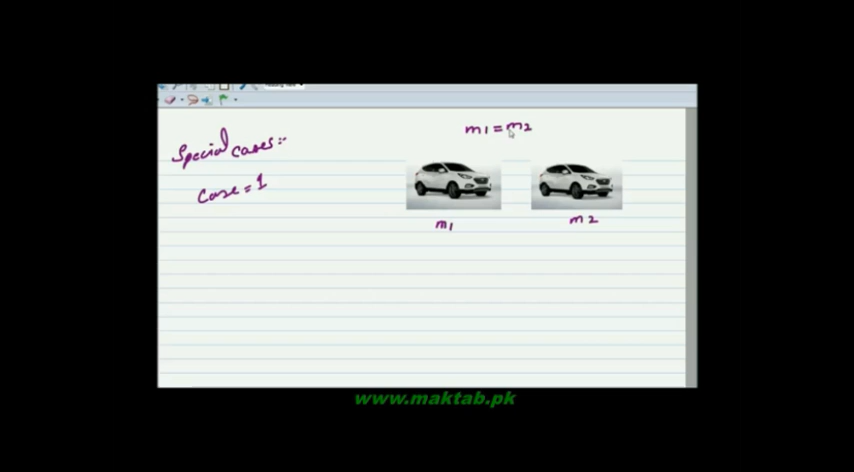 m1 = m2
Special cases:-
Case = 1
m1
m2
www.maktab.pk